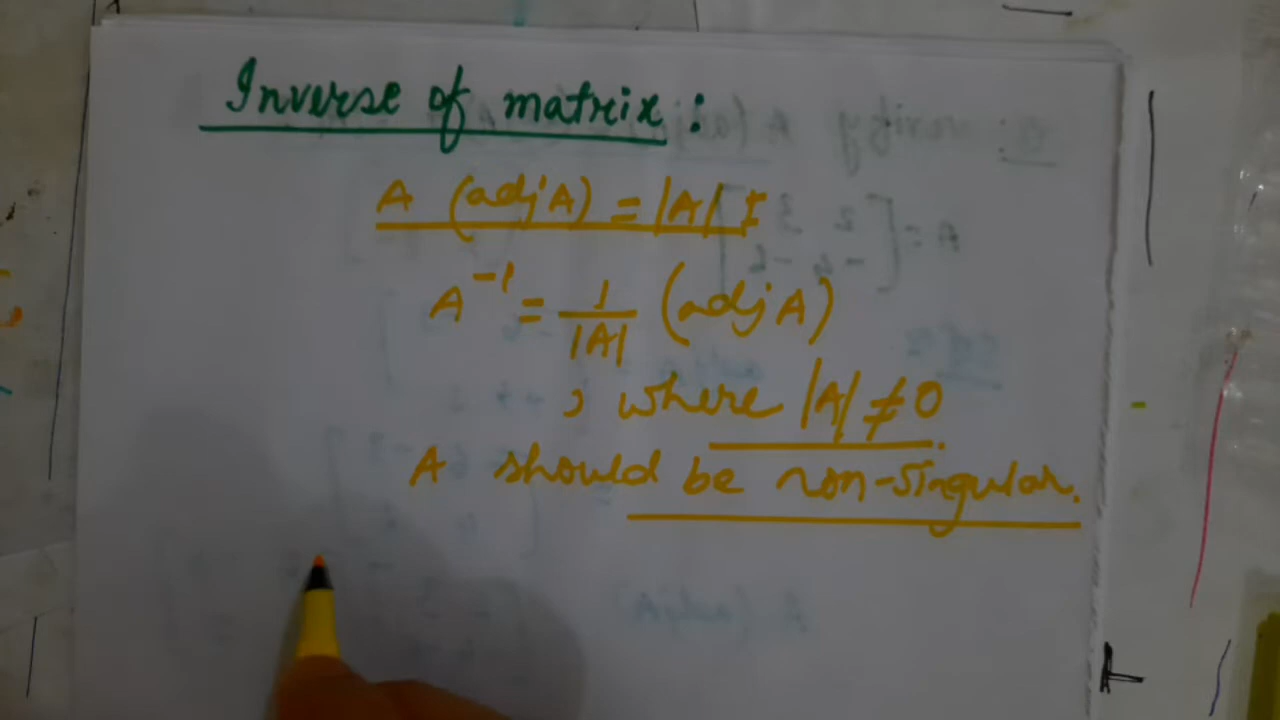 Inverse of matrix :
A (adj A) = |A| I
A⁻¹ = 1/|A| (adj A)
, where |A| ≠ 0.
A should be non-singular.